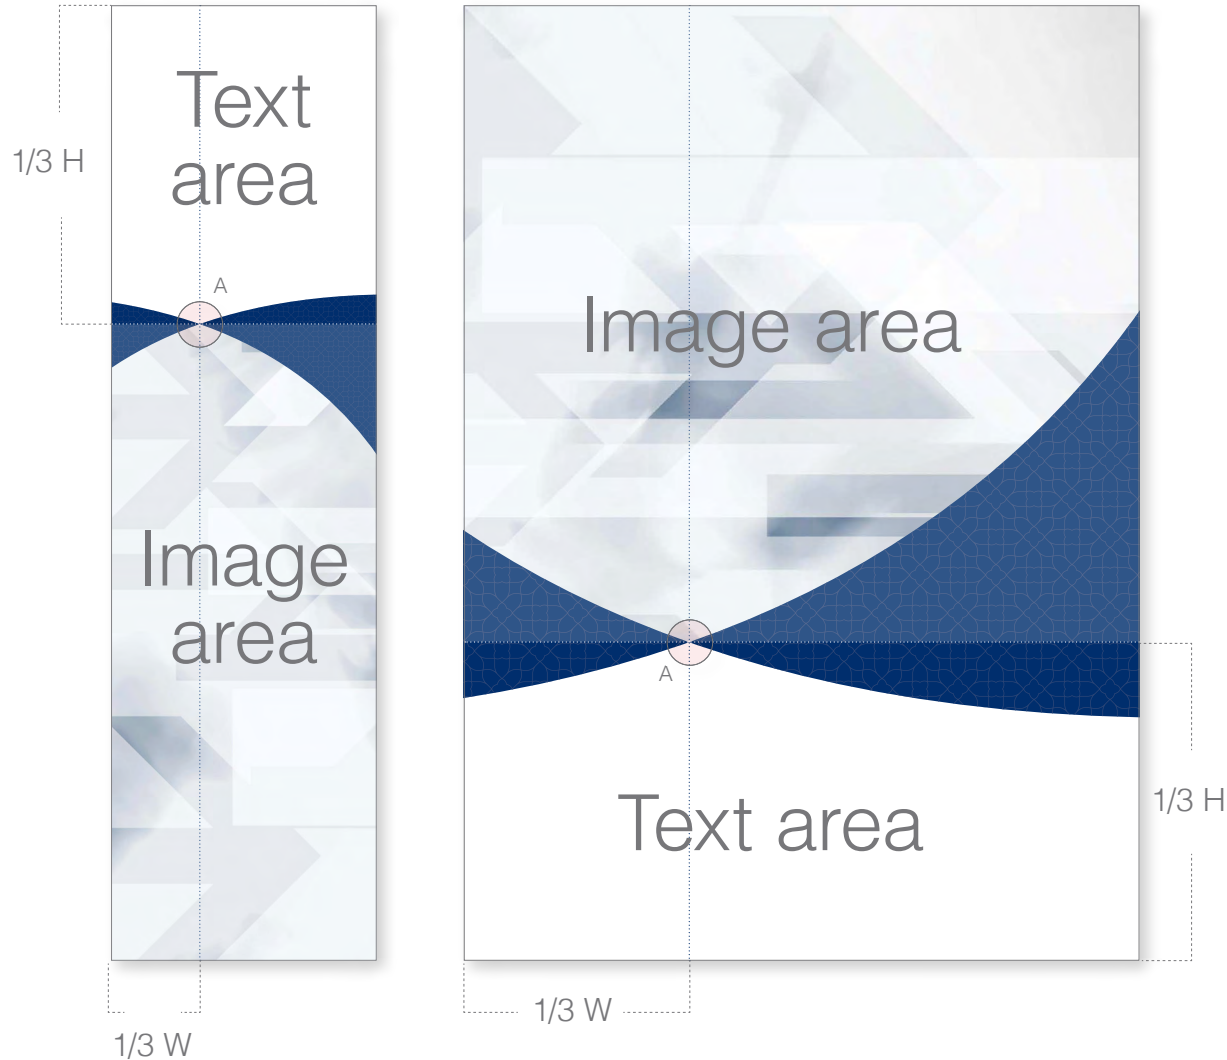 Text
area
1/3 H
A
Image
area
1/3 W
Image area
A
Text area
1/3 H
1/3 W